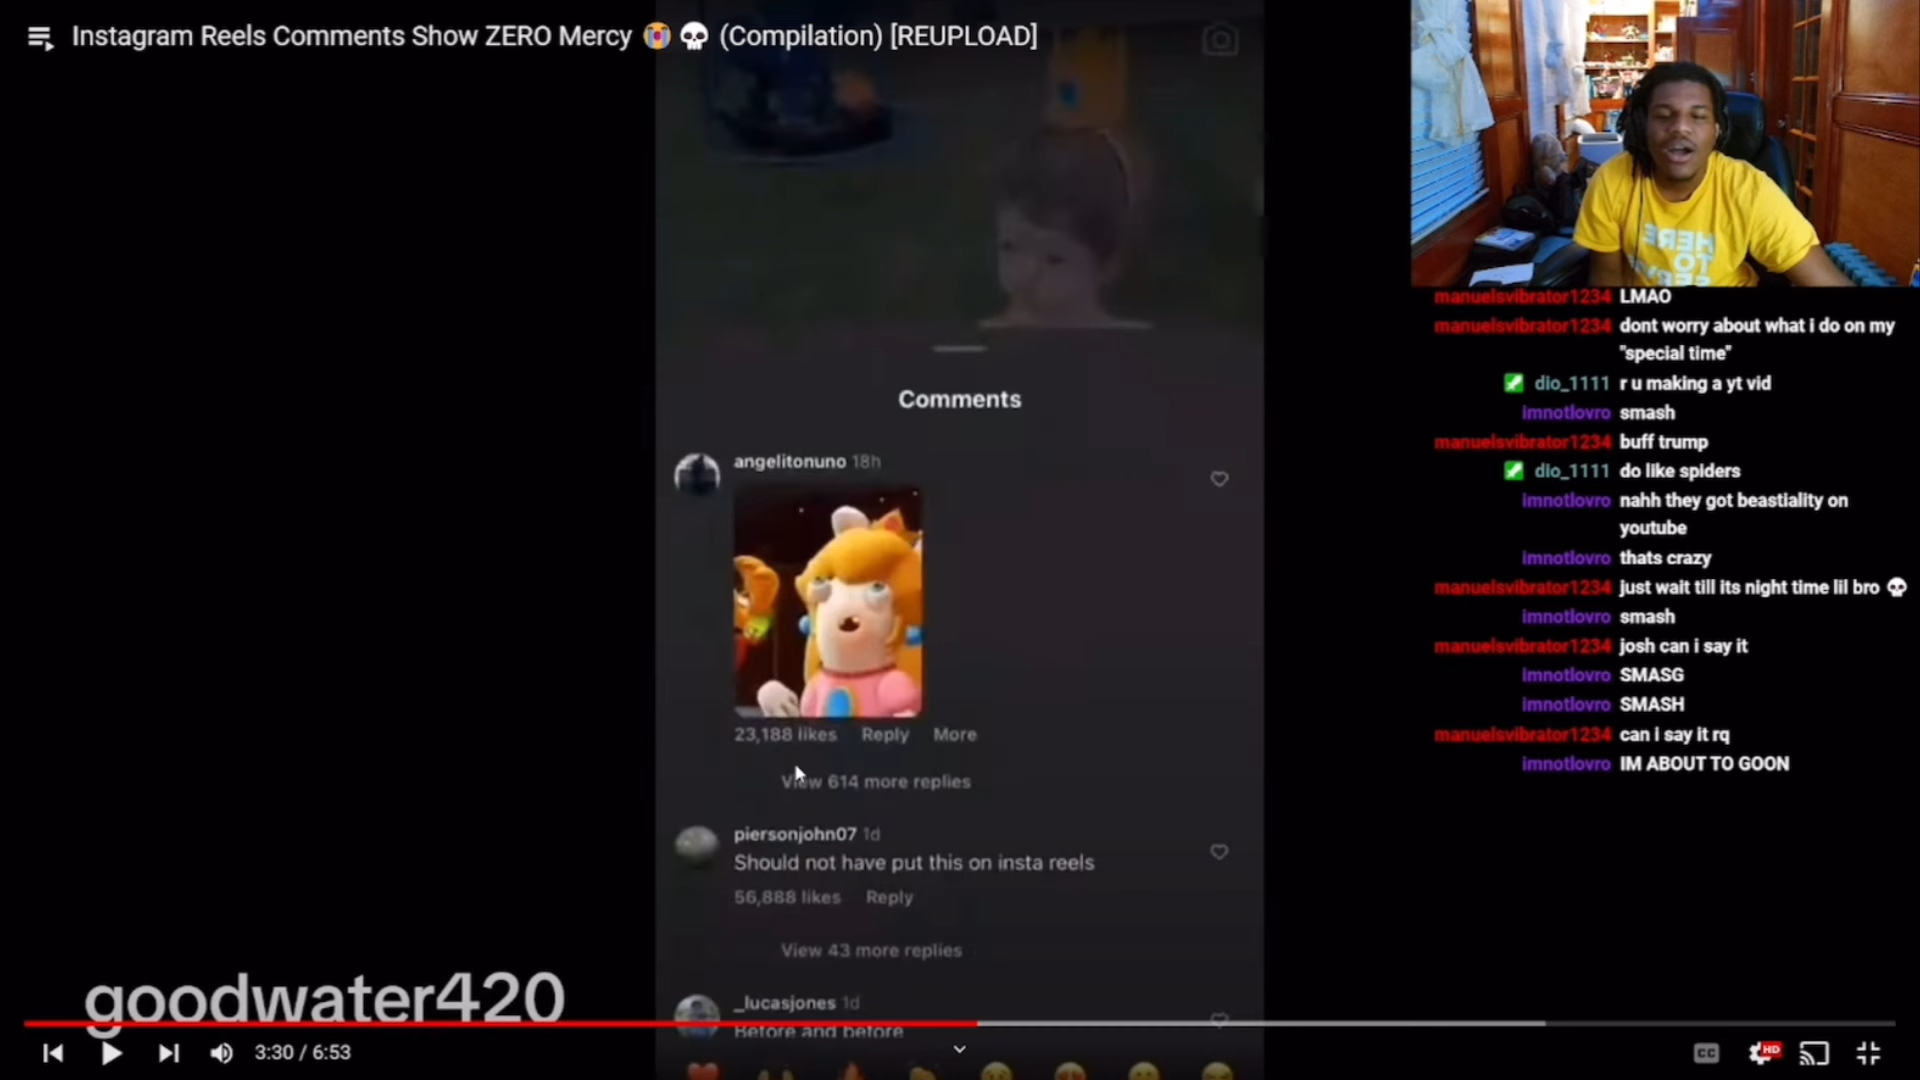 Instagram Reels Comments Show ZERO Mercy 😭 💀 (Compilation) [REUPLOAD]
HERE
TO
manuelsvibrator1234 LMAO
manuelsvibrator1234 dont worry about what i do on my
"special time"
dio_1111 r u making a yt vid
imnotlovro smash
manuelsvibrator1234 buff trump
dio_1111 do like spiders
imnotlovro nahh they got beastiality on
youtube
imnotlovro thats crazy
manuelsvibrator1234 just wait till its night time lil bro 💀
imnotlovro smash
manuelsvibrator1234 josh can i say it
imnotlovro SMASG
imnotlovro SMASH
manuelsvibrator1234 can i say it rq
imnotlovro IM ABOUT TO GOON
Comments
angelitonuno 18h
23,188 likes Reply More
View 614 more replies
piersonjohn07 1d
Should not have put this on insta reels
56,888 likes Reply
View 43 more replies
_lucasjones 1d
Before and before
goodwater420
3:30 / 6:53
CC
HD